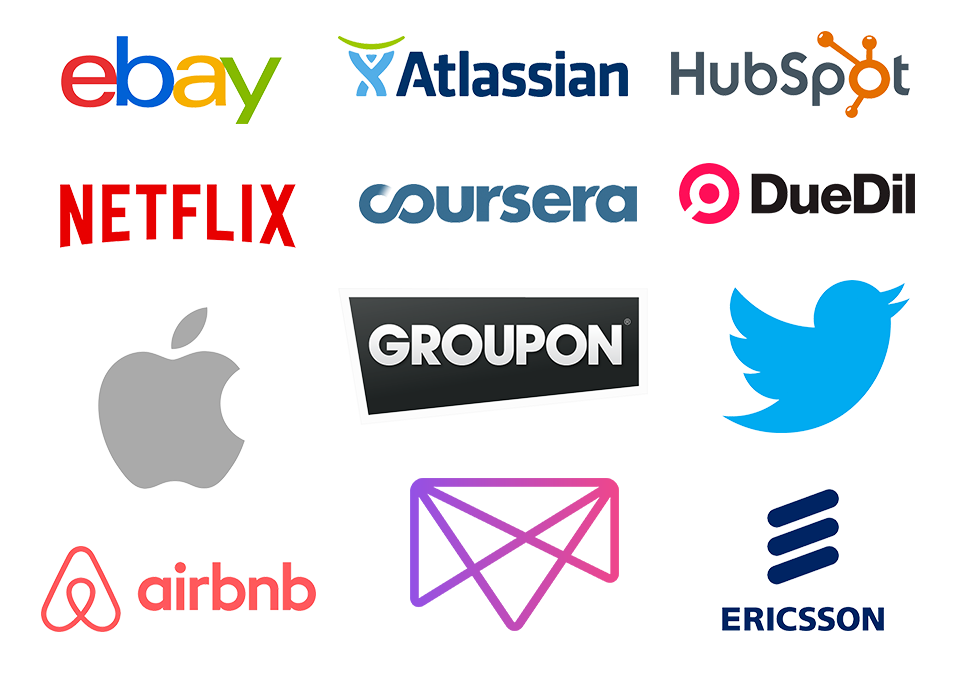 ebay
Atlassian
HubSpot
NETFLIX
coursera
DueDil
GROUPON®
airbnb
ERICSSON